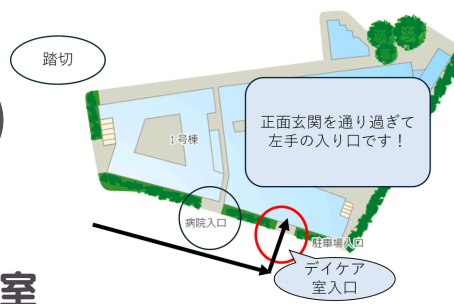 踏切
正面玄関を通り過ぎて
左手の入り口です！
1号棟
病院入口
駐車場入口
デイケア
室入口
室